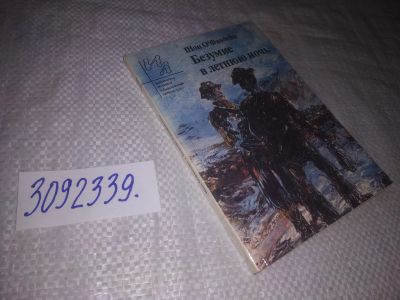 3092339.
Шон О'Фаолейн
Безумие
в летнюю ночь